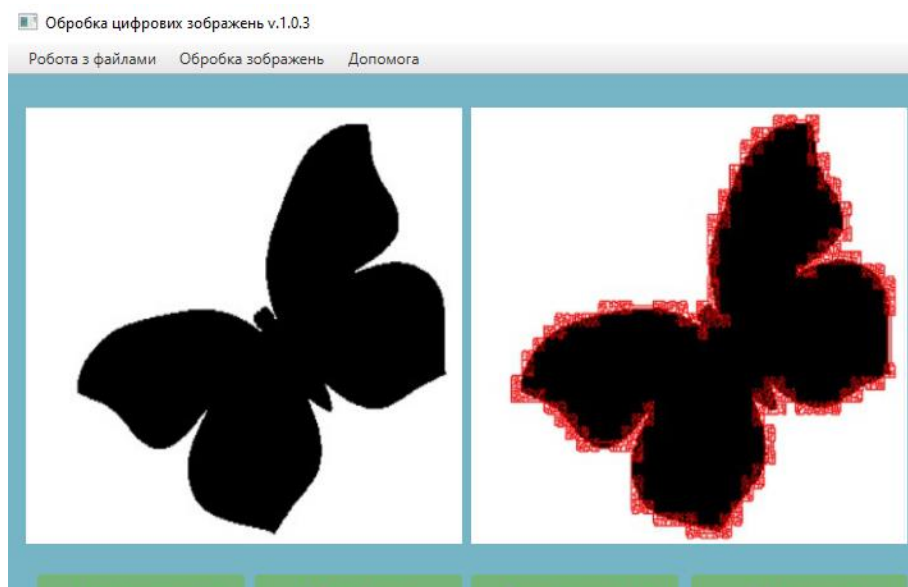 Обробка цифрових зображень v.1.0.3
Робота з файлами Обробка зображень Допомога